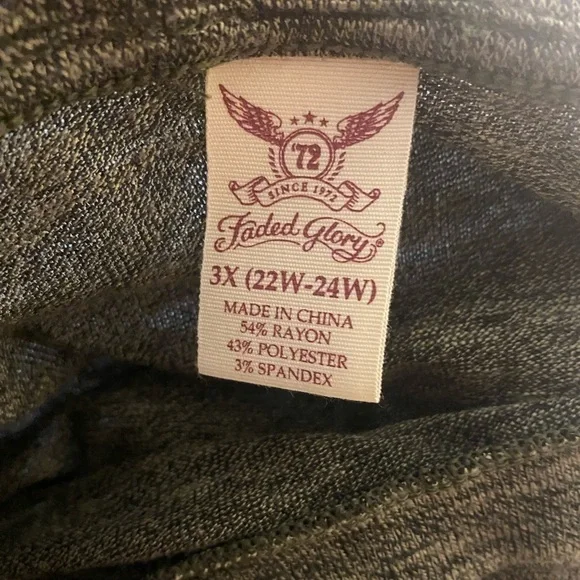 '72
SINCE 1972
Faded Glory®
3X (22W-24W)
MADE IN CHINA
54% RAYON
43% POLYESTER
3% SPANDEX